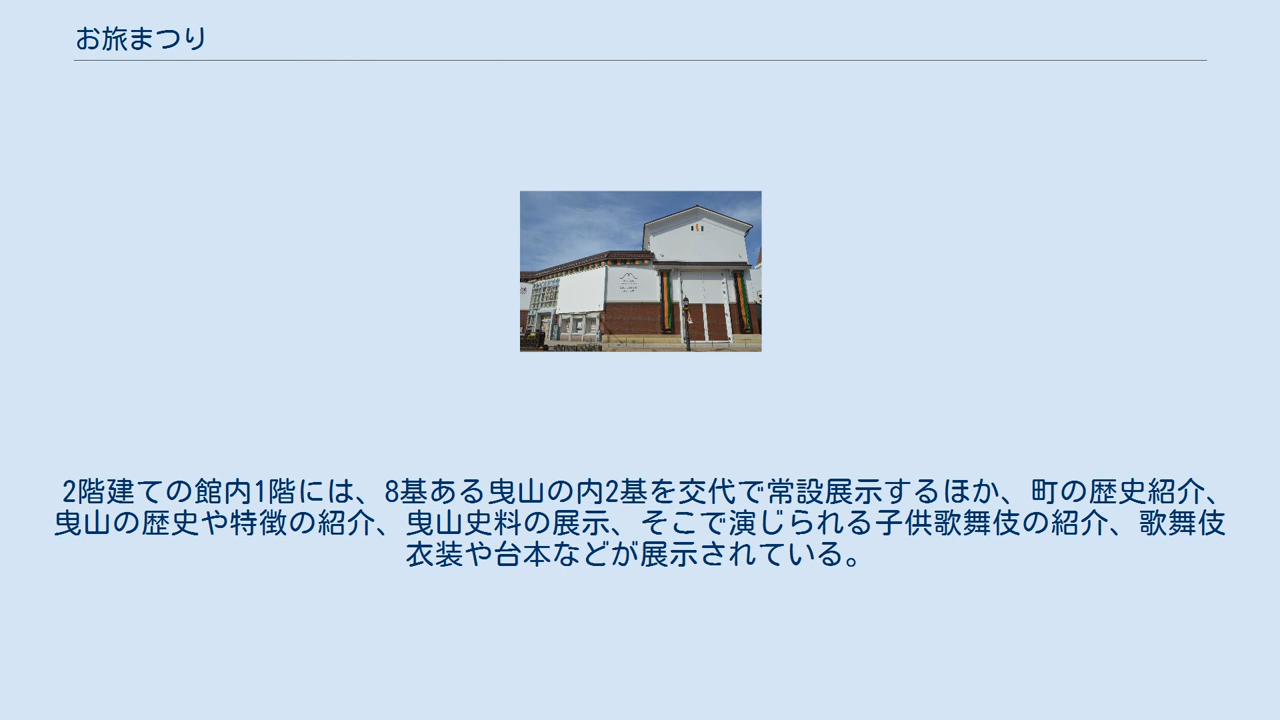 お旅まつり
2階建ての館内1階には、8基ある曳山の内2基を交代で常設展示するほか、町の歴史紹介、
曳山の歴史や特徴の紹介、曳山史料の展示、そこで演じられる子供歌舞伎の紹介、歌舞伎
衣装や台本などが展示されている。